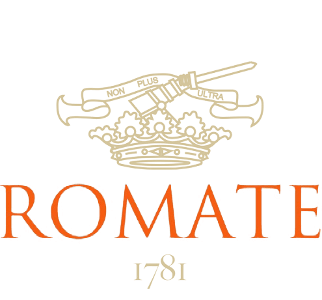 NON PLUS ULTRA
ROMATE
1781